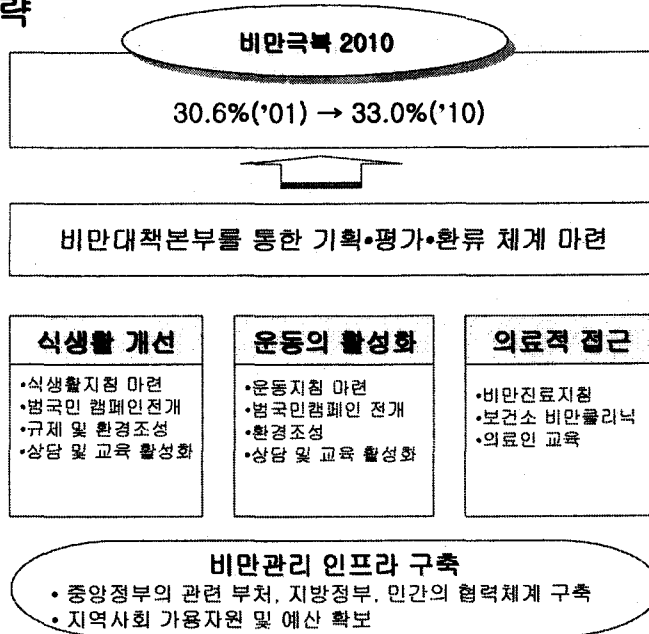 략
비만극복 2010
30.6%('01) → 33.0%('10)
비만대책본부를 통한 기획•평가•환류 체계 마련
식생활 개선
•식생활지침 마련
•범국민 캠페인전개
•규제 및 환경조성
•상담 및 교육 활성화
운동의 활성화
•운동지침 마련
•범국민캠페인 전개
•환경조성
•상담 및 교육 활성화
의료적 접근
•비만진료지침
•보건소 비만클리닉
•의료인 교육
비만관리 인프라 구축
• 중앙정부의 관련 부처, 지방정부, 민간의 협력체계 구축
• 지역사회 가용자원 및 예산 확보